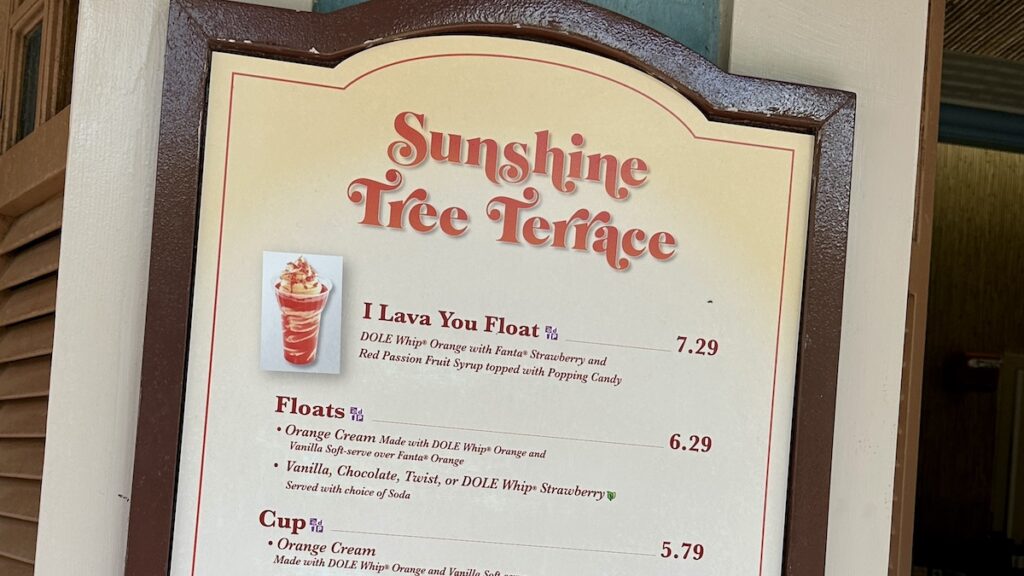 Sunshine
Tree Terrace
I Lava You Float 7.29
DOLE Whip® Orange with Fanta® Strawberry and
Red Passion Fruit Syrup topped with Popping Candy
Floats 6.29
• Orange Cream Made with DOLE Whip® Orange and
Vanilla Soft-serve over Fanta® Orange
• Vanilla, Chocolate, Twist, or DOLE Whip® Strawberry
Served with choice of Soda
Cup 5.79
• Orange Cream
Made with DOLE Whip® Orange and Vanilla